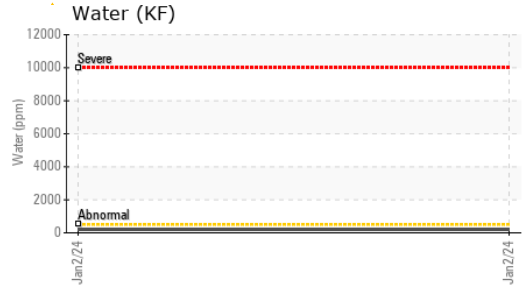 Water (KF)
12000
Severe
10000
8000
6000
Water (ppm)
4000
2000
Abnormal
0
Jan2/24
Jan2/24